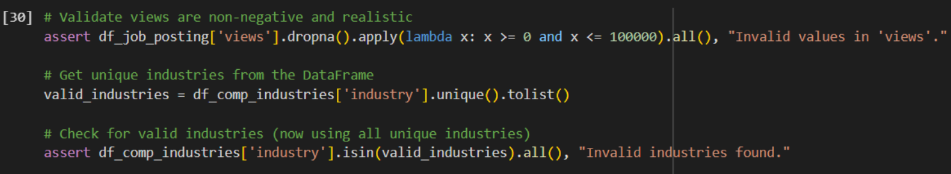 [30] # Validate views are non-negative and realistic
assert df_job_posting['views'].dropna().apply(lambda x: x >= 0 and x <= 100000).all(), "Invalid values in 'views'."
# Get unique industries from the DataFrame
valid_industries = df_comp_industries['industry'].unique().tolist()
# Check for valid industries (now using all unique industries)
assert df_comp_industries['industry'].isin(valid_industries).all(), "Invalid industries found."